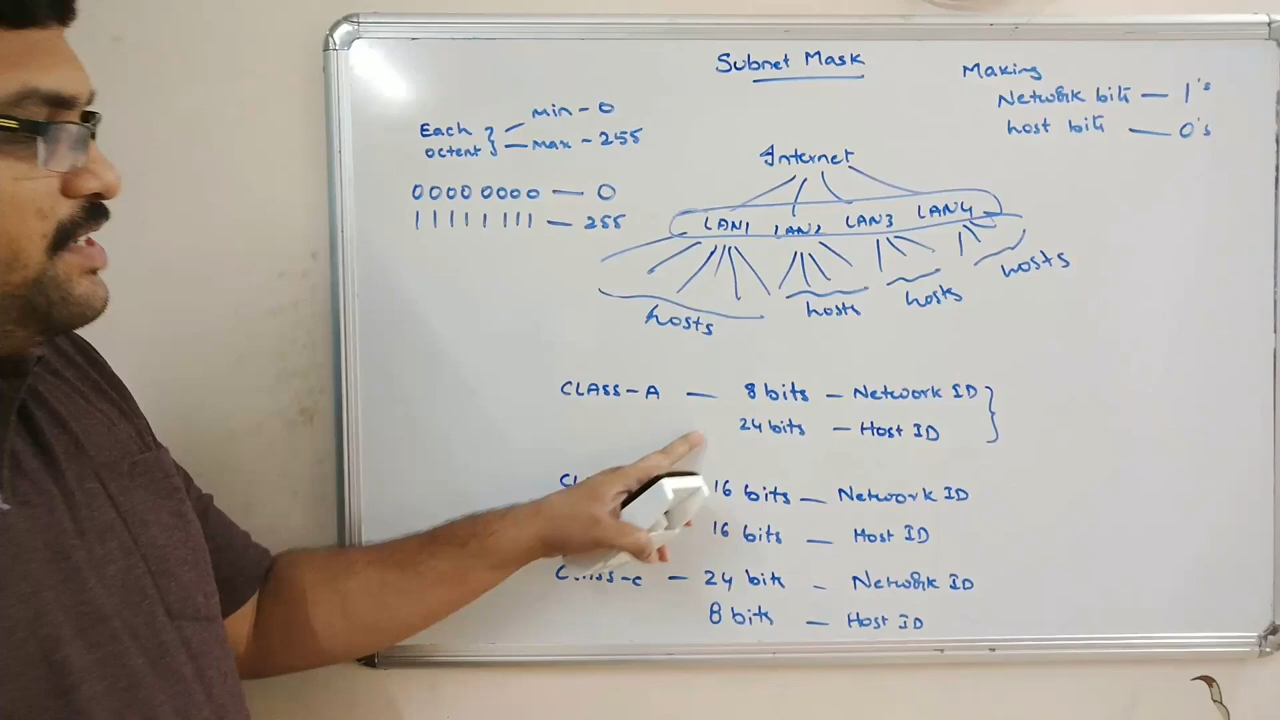 Subnet Mask
Making
Network bits — 1's
host bits — 0's
Each octent } min - 0
max - 255
00000000 — 0
11111111 — 255
Internet
LAN1 LAN2 LAN3 LAN4
hosts hosts hosts hosts
CLASS-A — 8 bits — Network ID
24 bits — Host ID
16 bits — Network ID
16 bits — Host ID
CLASS-C — 24 bits - Network ID
8 bits — Host ID